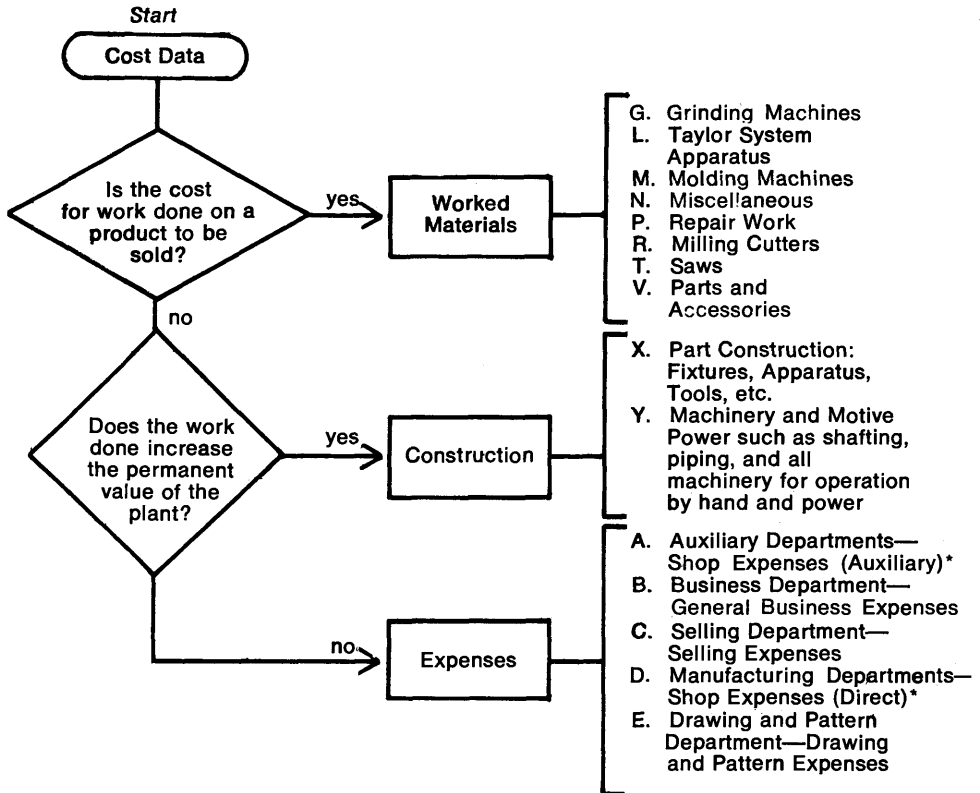 Start
Cost Data
Is the cost
for work done on a
product to be
sold?
yes
Worked
Materials
G. Grinding Machines
L. Taylor System
Apparatus
M. Molding Machines
N. Miscellaneous
P. Repair Work
R. Milling Cutters
T. Saws
V. Parts and
Accessories
no
Does the work
done increase
the permanent
value of the
plant?
yes
Construction
X. Part Construction:
Fixtures, Apparatus,
Tools, etc.
Y. Machinery and Motive
Power such as shafting,
piping, and all
machinery for operation
by hand and power
no
Expenses
A. Auxiliary Departments—
Shop Expenses (Auxiliary)*
B. Business Department—
General Business Expenses
C. Selling Department—
Selling Expenses
D. Manufacturing Departments—
Shop Expenses (Direct)*
E. Drawing and Pattern
Department—Drawing
and Pattern Expenses